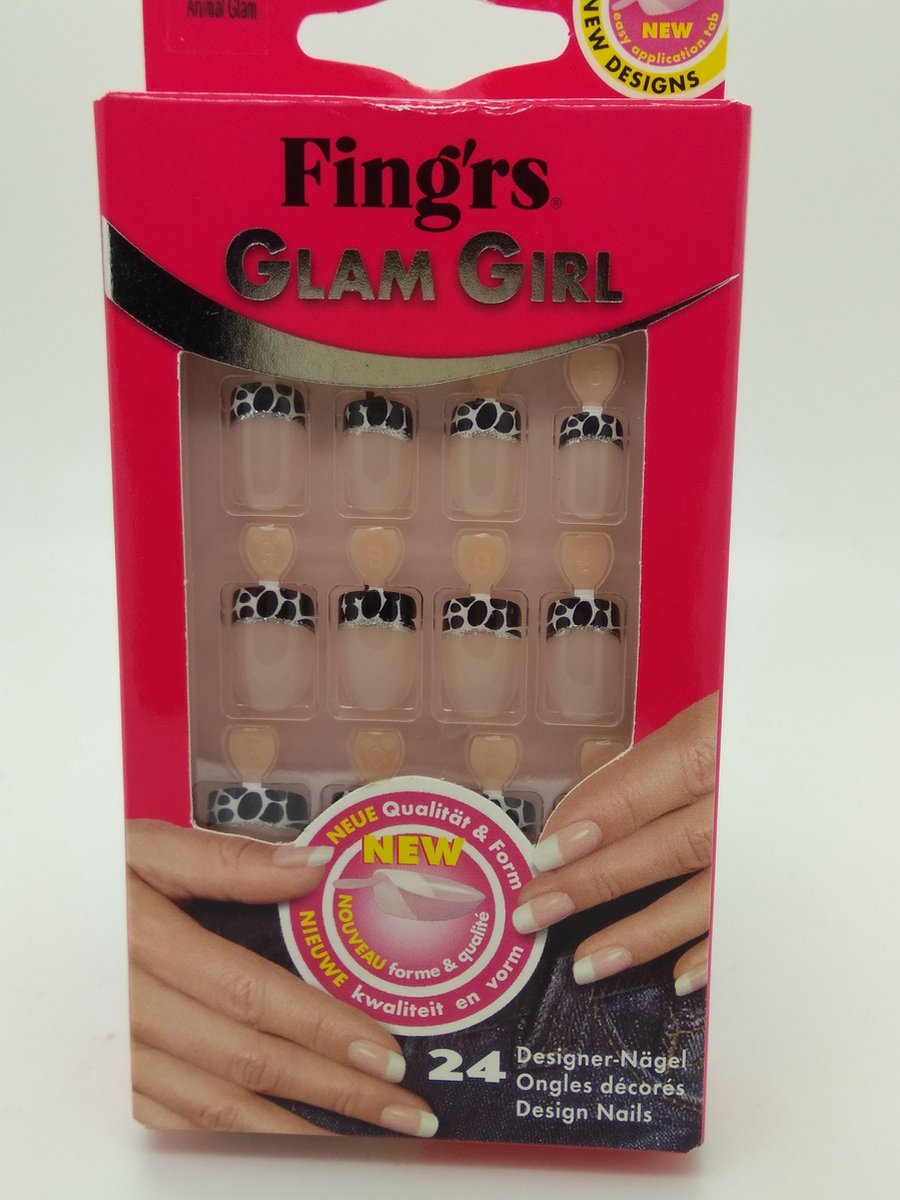 Animal Glam
NEW
easy application tab
NEW DESIGNS
Fing'rs®
GLAM GIRL
NEUE Qualität & Form
NEW
NOUVEAU forme & qualité
NIEUWE kwaliteit en vorm
24
Designer-Nägel
Ongles décorés
Design Nails